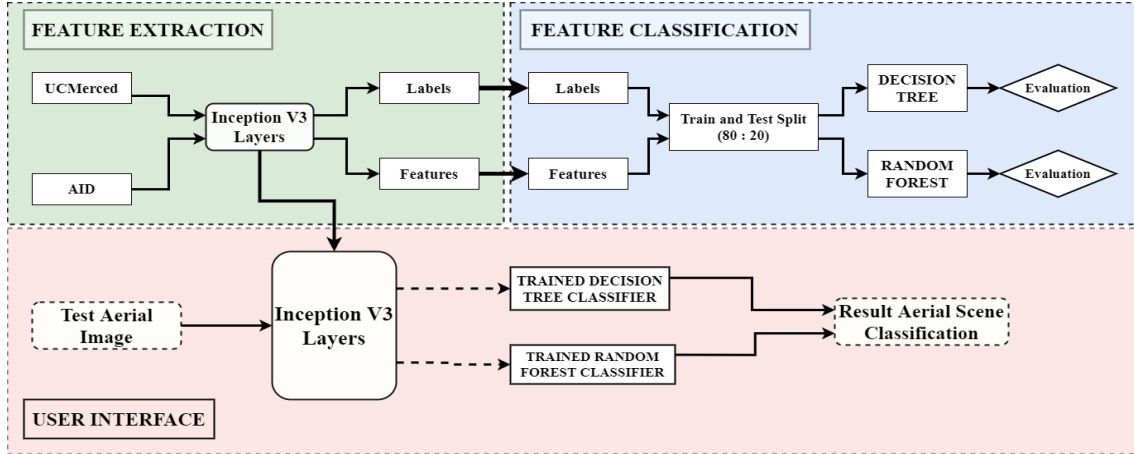 FEATURE EXTRACTION
UCMerced
AID
Inception V3
Layers
Labels
Features
FEATURE CLASSIFICATION
Labels
Features
Train and Test Split
(80 : 20)
DECISION
TREE
Evaluation
RANDOM
FOREST
Evaluation
Test Aerial
Image
Inception V3
Layers
TRAINED DECISION
TREE CLASSIFIER
TRAINED RANDOM
FOREST CLASSIFIER
Result Aerial Scene
Classification
USER INTERFACE